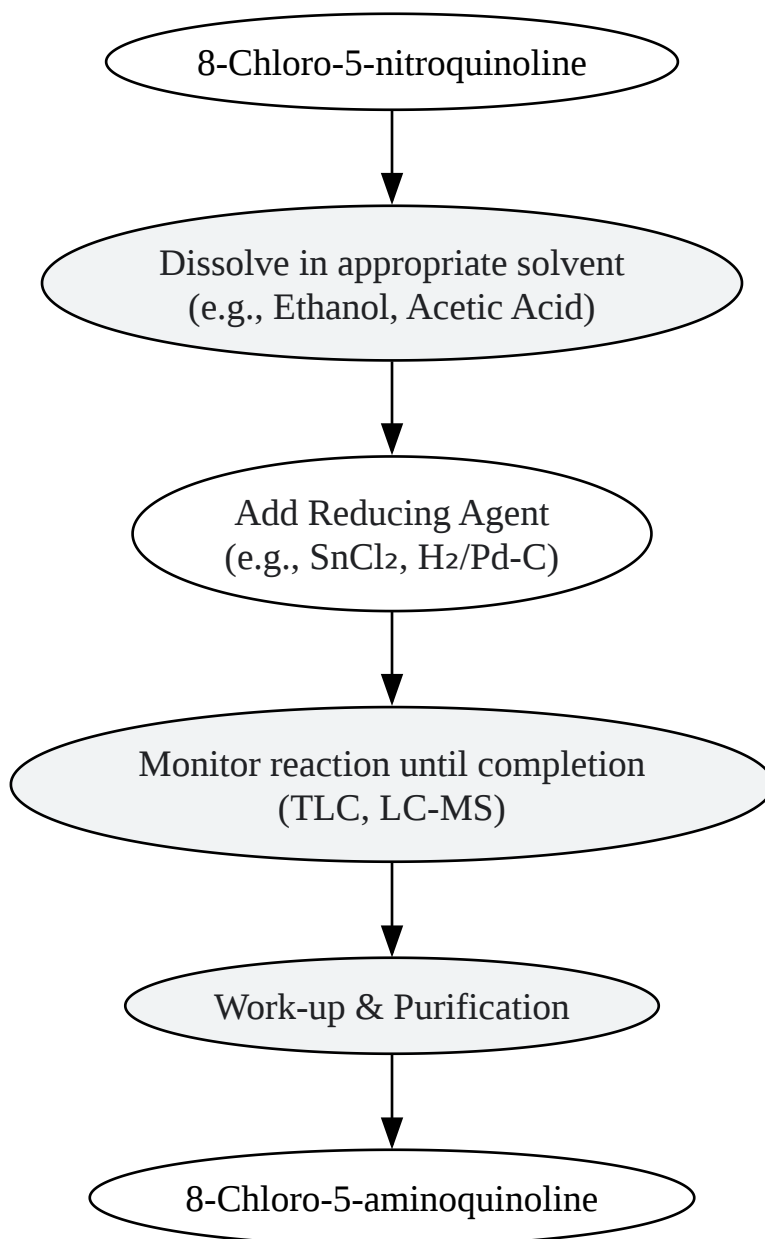 8-Chloro-5-nitroquinoline
Dissolve in appropriate solvent
(e.g., Ethanol, Acetic Acid)
Add Reducing Agent
(e.g., SnCl₂, H₂/Pd-C)
Monitor reaction until completion
(TLC, LC-MS)
Work-up & Purification
8-Chloro-5-aminoquinoline